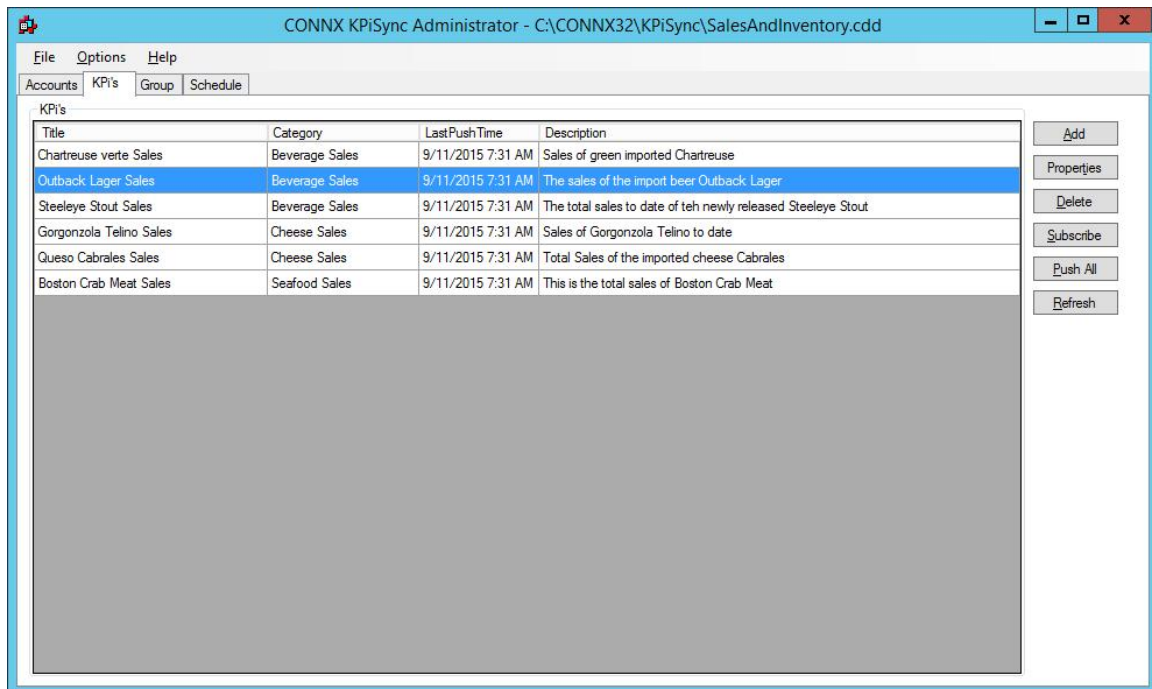 CONNX KPiSync Administrator - C:\CONNX32\KPiSync\SalesAndInventory.cdd
File Options Help
Accounts KPi's Group Schedule
KPi's
Title Category LastPushTime Description
Chartreuse verte Sales Beverage Sales 9/11/2015 7:31 AM Sales of green imported Chartreuse
Outback Lager Sales Beverage Sales 9/11/2015 7:31 AM The sales of the import beer Outback Lager
Steeleye Stout Sales Beverage Sales 9/11/2015 7:31 AM The total sales to date of teh newly released Steeleye Stout
Gorgonzola Telino Sales Cheese Sales 9/11/2015 7:31 AM Sales of Gorgonzola Telino to date
Queso Cabrales Sales Cheese Sales 9/11/2015 7:31 AM Total Sales of the imported cheese Cabrales
Boston Crab Meat Sales Seafood Sales 9/11/2015 7:31 AM This is the total sales of Boston Crab Meat
Add
Properties
Delete
Subscribe
Push All
Refresh